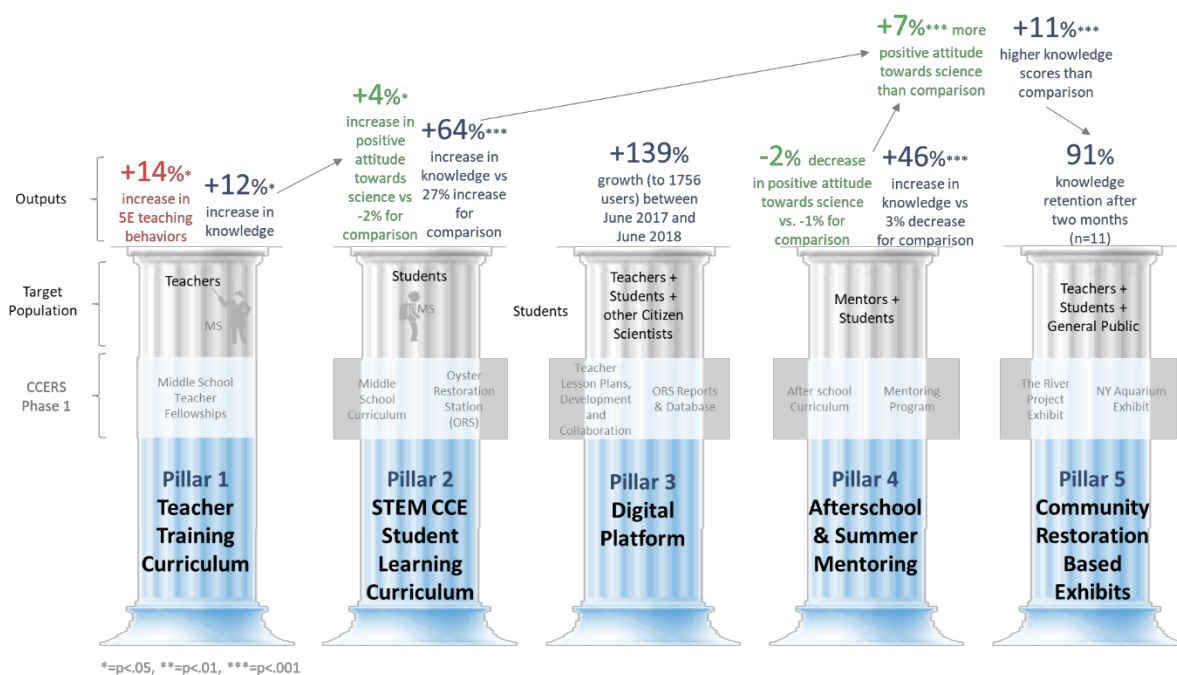 +7%*** more
positive attitude
towards science
than comparison
+11%***
higher knowledge
scores than
comparison
Outputs
+14%*
increase in
5E teaching
behaviors
+12%*
increase in
knowledge
+4%*
increase in
positive
attitude
towards
science vs
-2% for
comparison
+64%***
increase in
knowledge vs
27% increase for
comparison
+139%
growth (to 1756
users) between
June 2017 and
June 2018
-2% decrease
in positive attitude
towards science
vs. -1% for
comparison
+46%***
increase in
knowledge vs
3% decrease
for comparison
91%
knowledge
retention after
two months
(n=11)
Target
Population
Teachers
MS
Students
MS
Students
Teachers +
Students +
other Citizen
Scientists
Mentors +
Students
Teachers +
Students +
General Public
CCERS
Phase 1
Middle School
Teacher
Fellowships
Middle
School
Curriculum
Oyster
Restoration
Station
(ORS)
Teacher
Lesson Plans,
Development
and
Collaboration
ORS Reports
& Database
After school
Curriculum
Mentoring
Program
The River
Project
Exhibit
NY Aquarium
Exhibit
Pillar 1
Teacher
Training
Curriculum
Pillar 2
STEM CCE
Student
Learning
Curriculum
Pillar 3
Digital
Platform
Pillar 4
Afterschool
& Summer
Mentoring
Pillar 5
Community
Restoration
Based
Exhibits
*=p<.05, **=p<.01, ***=p<.001